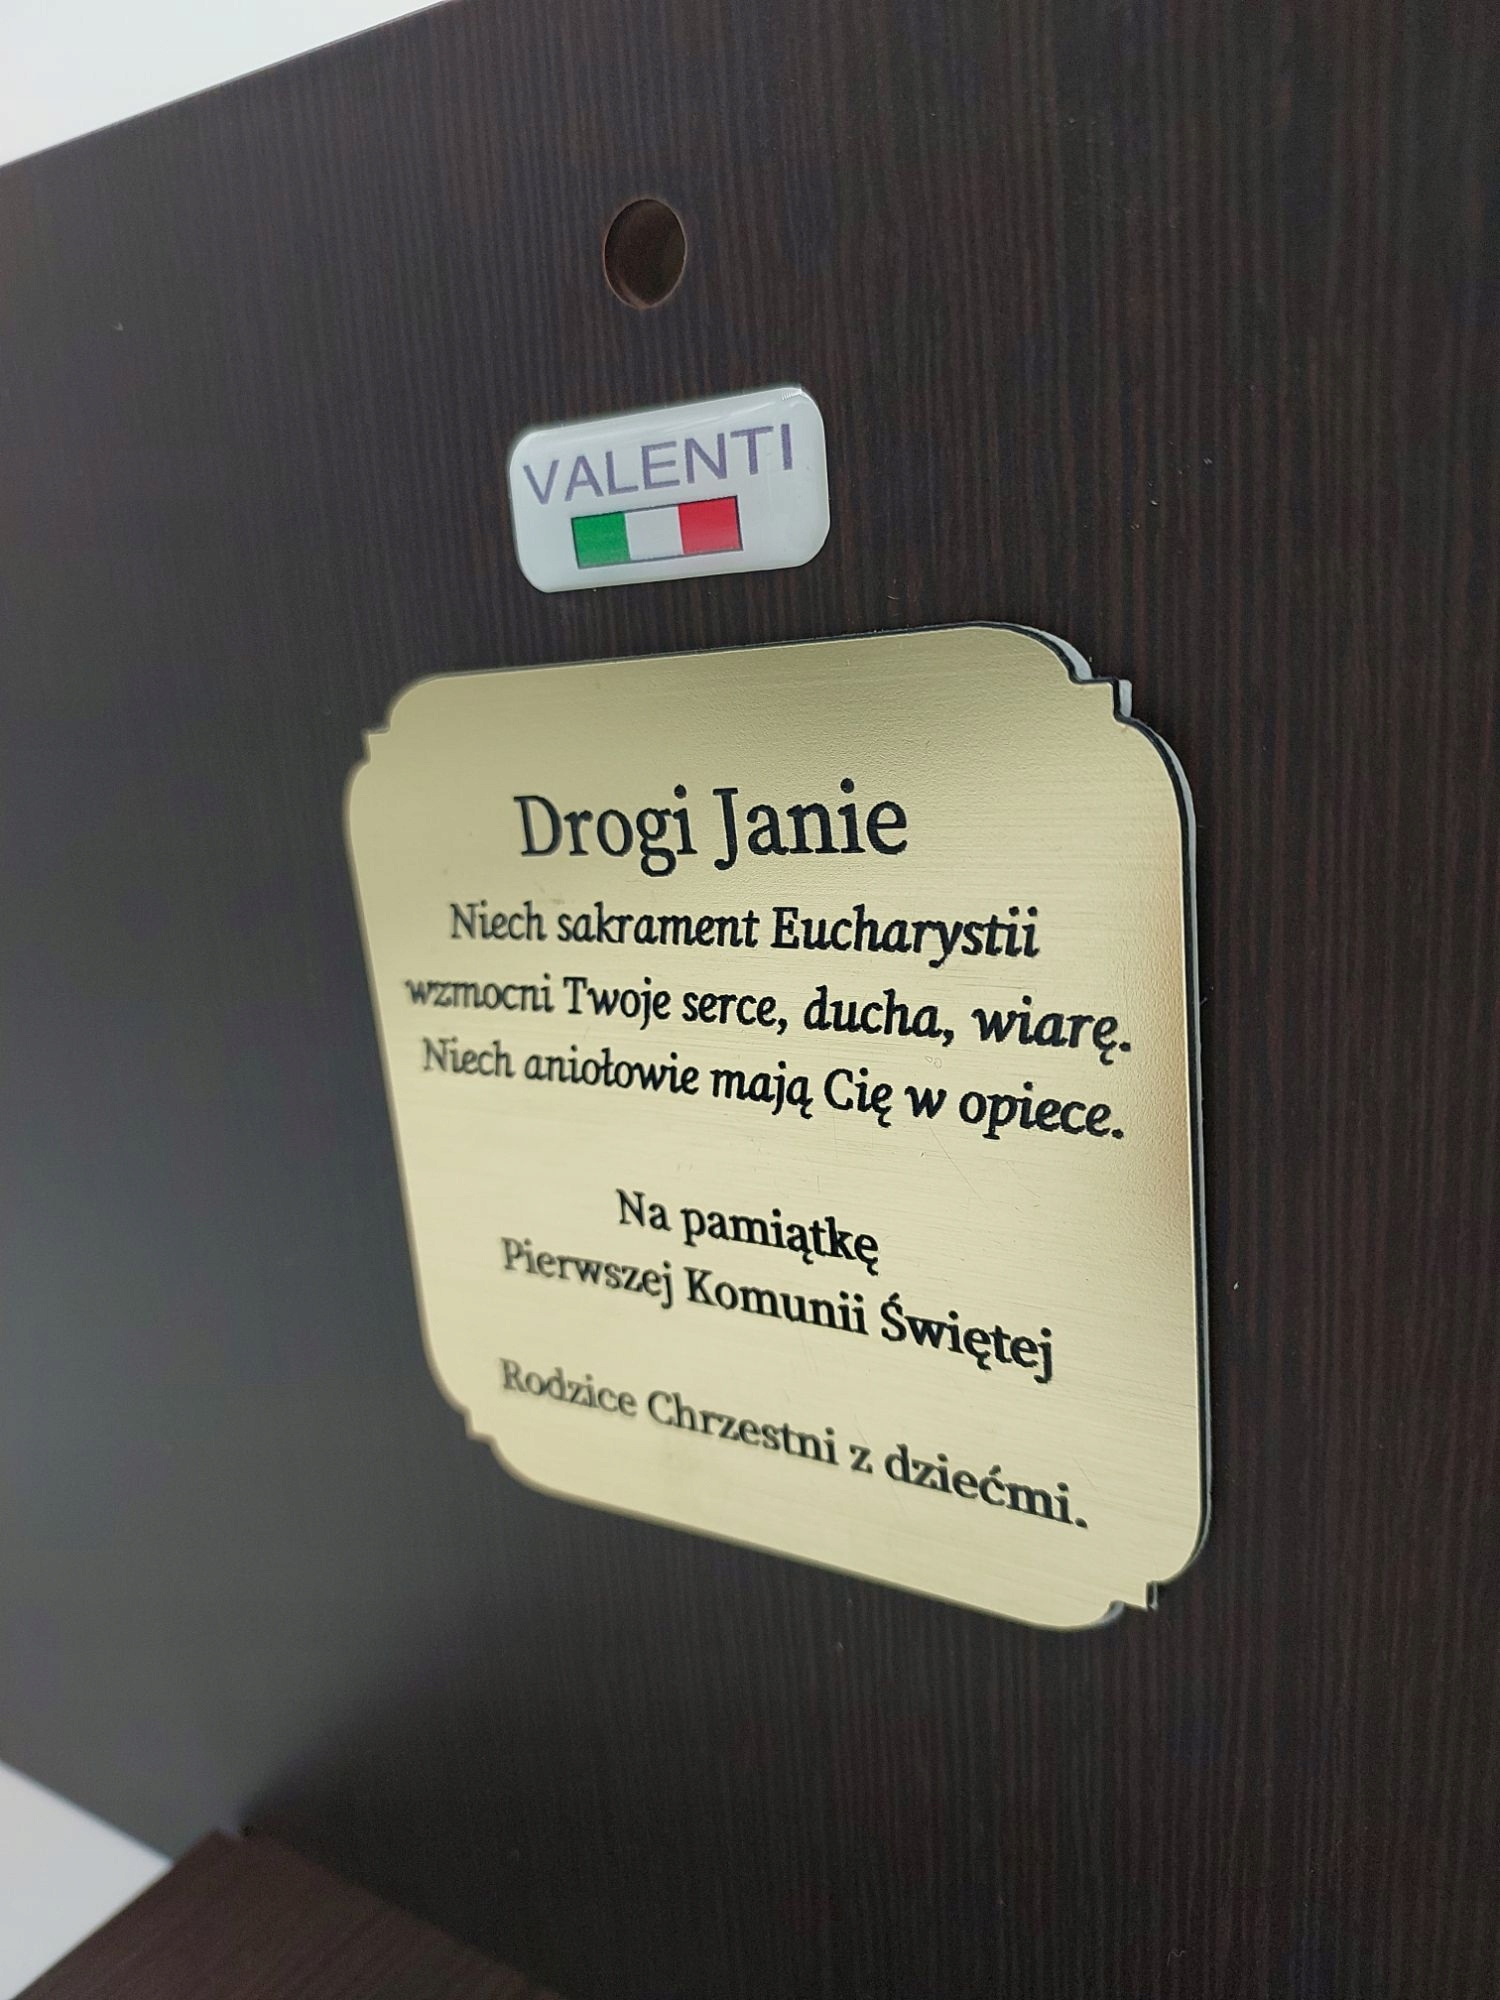 VALENTI
Drogi Janie
Niech sakrament Eucharystii
wzmocni Twoje serce, ducha, wiarę.
Niech aniołowie mają Cię w opiece.
Na pamiątkę
Pierwszej Komunii Świętej
Rodzice Chrzestni z dziećmi.